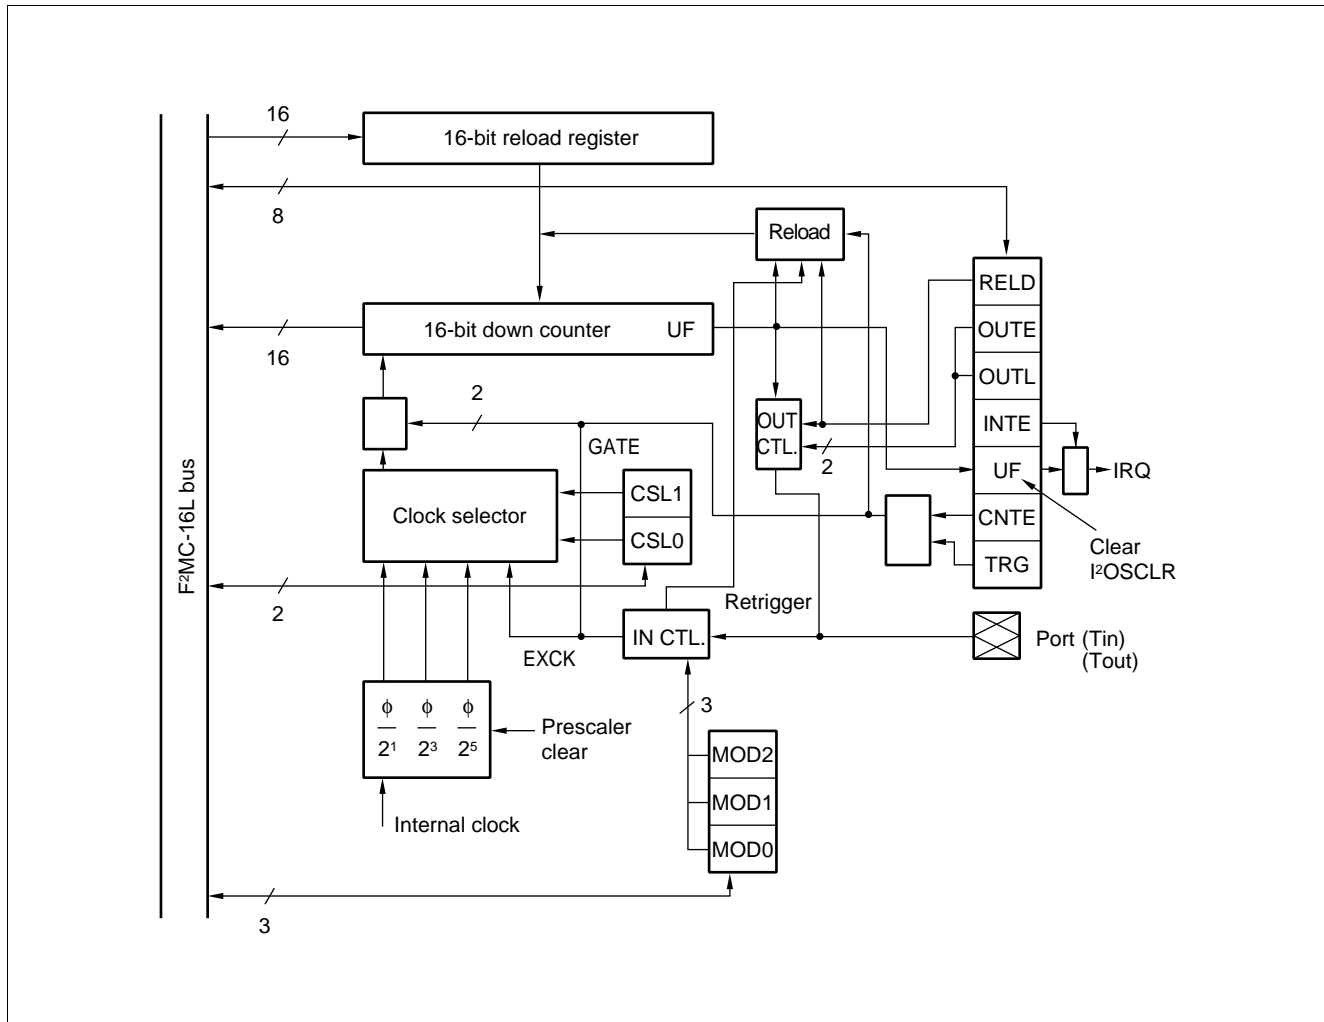 16
16-bit reload register
8
Reload
RELD
16-bit down counter UF
OUTE
16
OUTL
2
OUT
CTL.
INTE
GATE
2
UF
IRQ
CSL1
Clock selector
CSL0
CNTE
Clear
I²OSCLR
TRG
F²MC-16L bus
2
Retrigger
IN CTL.
Port (Tin)
(Tout)
EXCK
3
ϕ ϕ ϕ
2¹ 2³ 2⁵
Prescaler
clear
MOD2
MOD1
MOD0
Internal clock
3